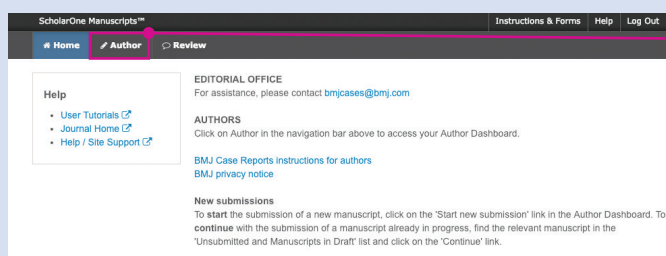 ScholarOne Manuscripts™ Instructions & Forms Help Log Out
Home Author Review
Help
User Tutorials
Journal Home
Help / Site Support
EDITORIAL OFFICE
For assistance, please contact bmjcases@bmj.com
AUTHORS
Click on Author in the navigation bar above to access your Author Dashboard.
BMJ Case Reports instructions for authors
BMJ privacy notice
New submissions
To start the submission of a new manuscript, click on the 'Start new submission' link in the Author Dashboard. To
continue with the submission of a manuscript already in progress, find the relevant manuscript in the
'Unsubmitted and Manuscripts in Draft' list and click on the 'Continue' link.